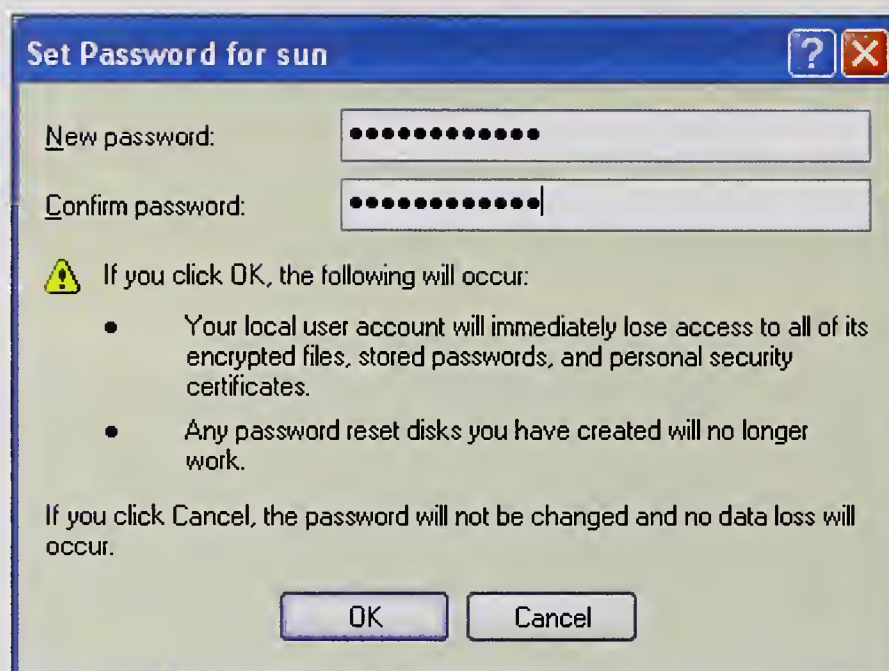 Set Password for sun
New password: ●●●●●●●●●●●●
Confirm password: ●●●●●●●●●●●●
If you click OK, the following will occur:
● Your local user account will immediately lose access to all of its
encrypted files, stored passwords, and personal security
certificates.
● Any password reset disks you have created will no longer
work.
If you click Cancel, the password will not be changed and no data loss will
occur.
OK Cancel